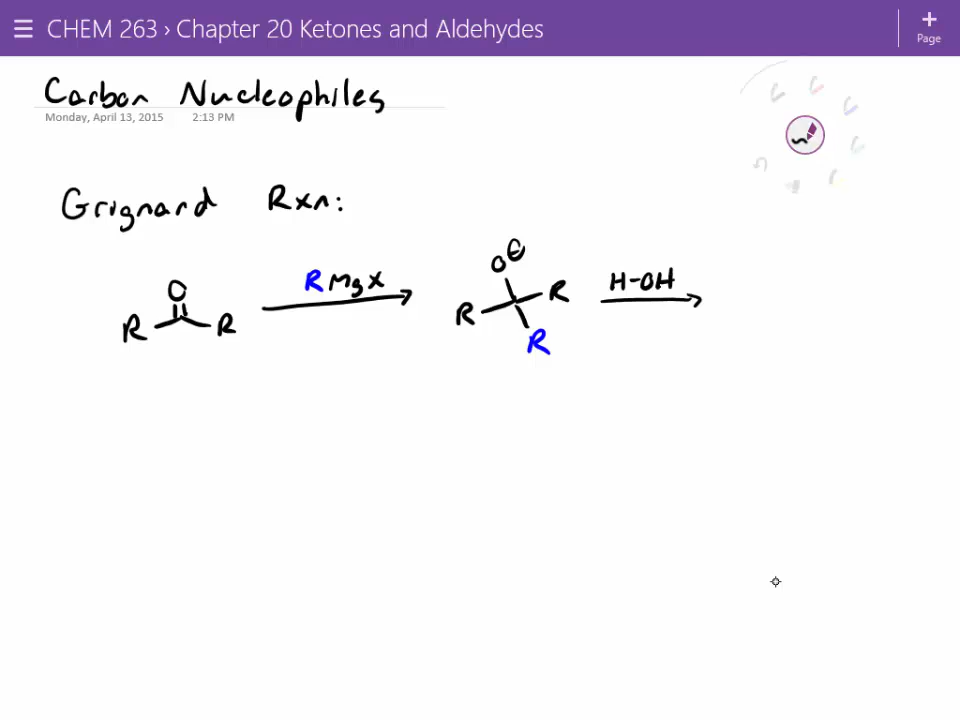 ☰ CHEM 263 › Chapter 20 Ketones and Aldehydes
+
Page
Carbon Nucleophiles
Monday, April 13, 2015 2:13 PM
Grignard Rxn:
O
R R
RMgX
O⊖
R R
R
H-OH